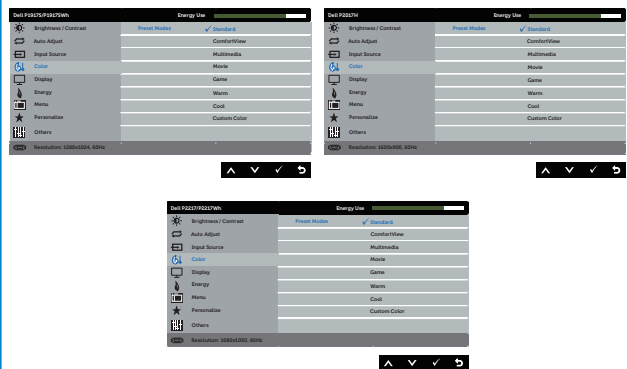 Dell P1917S/P1917SWh Energy Use
Brightness / Contrast Preset Modes ✓ Standard
Auto Adjust ComfortView
Input Source Multimedia
Color Movie
Display Game
Energy Warm
Menu Cool
Personalize Custom Color
Others
Resolution: 1280x1024, 60Hz
Dell P2017H Energy Use
Brightness / Contrast Preset Modes ✓ Standard
Auto Adjust ComfortView
Input Source Multimedia
Color Movie
Display Game
Energy Warm
Menu Cool
Personalize Custom Color
Others
Resolution: 1600x900, 60Hz
Dell P2217/P2217Wh Energy Use
Brightness / Contrast Preset Modes ✓ Standard
Auto Adjust ComfortView
Input Source Multimedia
Color Movie
Display Game
Energy Warm
Menu Cool
Personalize Custom Color
Others
Resolution: 1680x1050, 60Hz